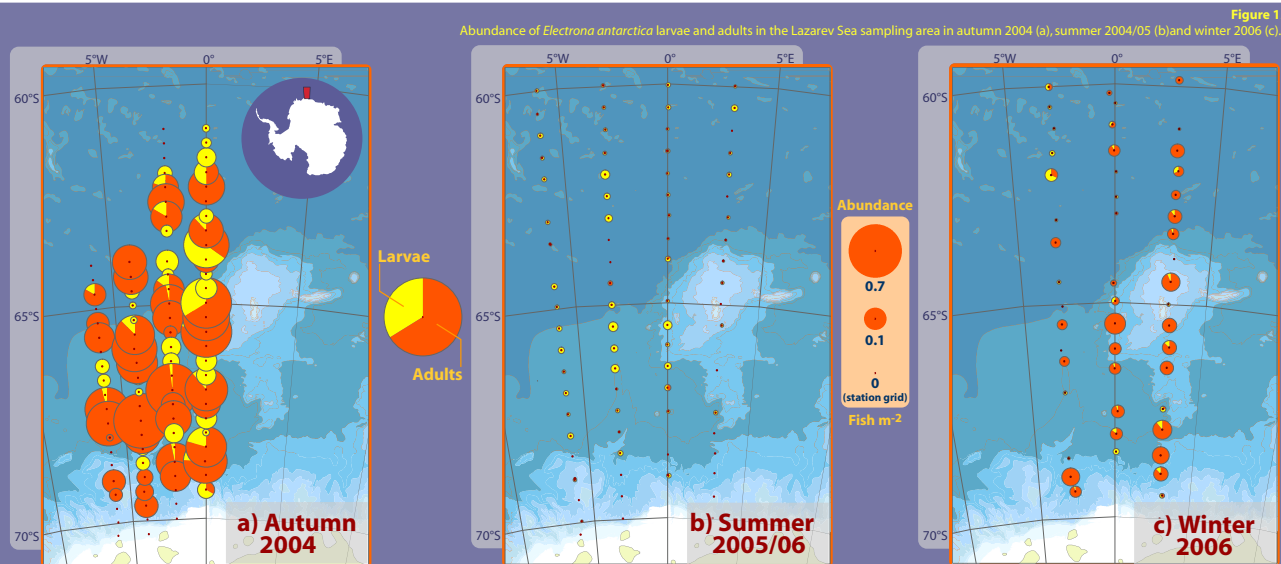 Figure 1
Abundance of Electrona antarctica larvae and adults in the Lazarev Sea sampling area in autumn 2004 (a), summer 2004/05 (b)and winter 2006 (c).
5°W 0° 5°E
60°S
65°S
70°S
a) Autumn
2004
Larvae
Adults
5°W 0° 5°E
60°S
65°S
70°S
b) Summer
2005/06
Abundance
0.7
0.1
0
(station grid)
Fish m-2
5°W 0° 5°E
60°S
65°S
70°S
c) Winter
2006